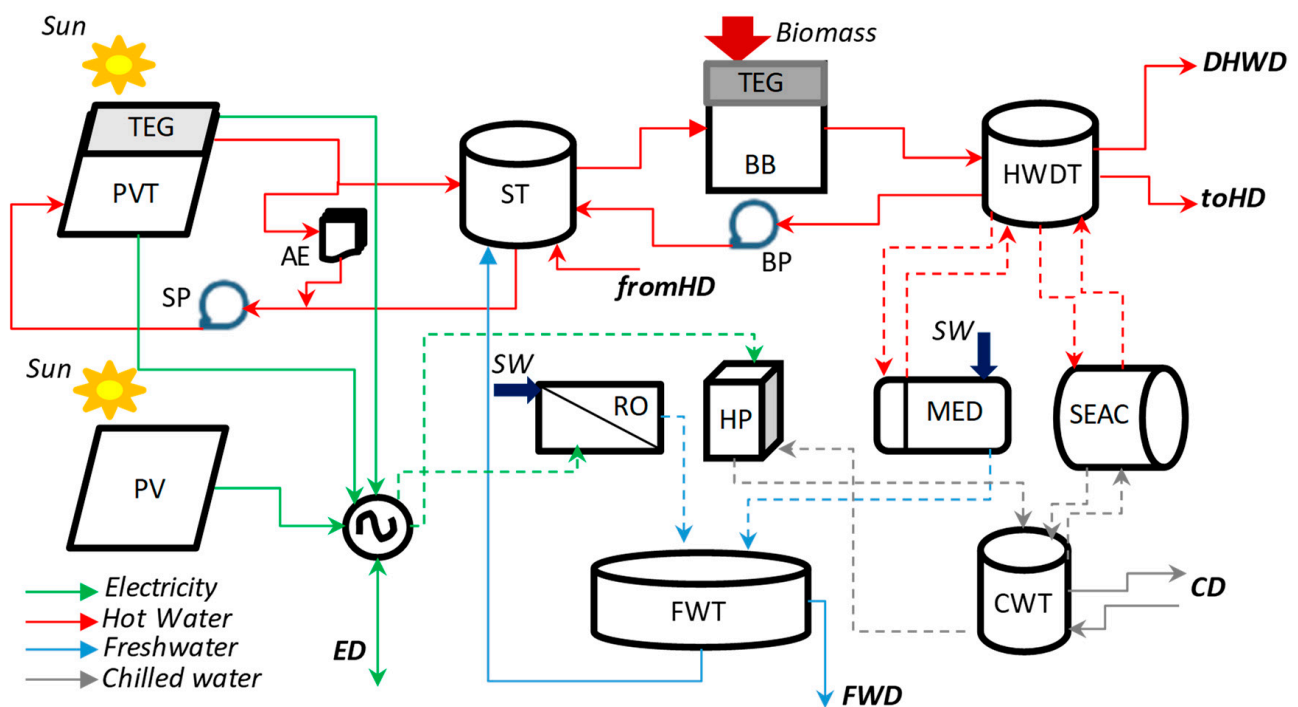 Sun
Biomass
TEG
DHWD
TEG
PVT
ST
BB
HWDT
toHD
AE
BP
SP
fromHD
Sun
SW
SW
RO
HP
MED
SEAC
PV
Electricity
Hot Water
Freshwater
Chilled water
ED
FWT
CWT
CD
FWD